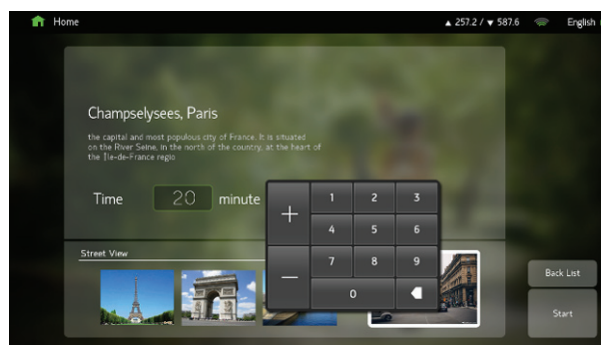 Home
▲ 257.2 / ▼ 587.6
English
Champselysees, Paris
the capital and most populous city of France. It is situated
on the River Seine, in the north of the country, at the heart of
the Île-de-France regio
Time 20 minute
+ 1 2 3
4 5 6
— 7 8 9
0
Street View
Back List
Start